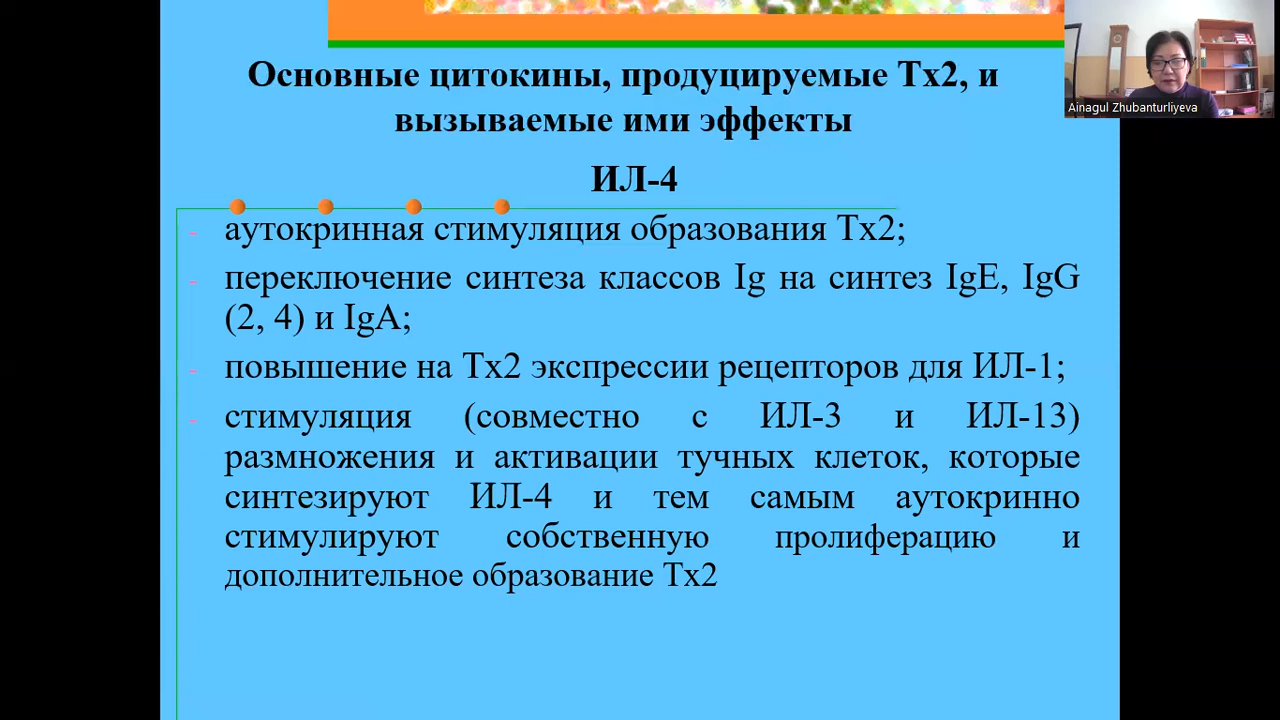 Основные цитокины, продуцируемые Тх2, и
вызываемые ими эффекты
ИЛ-4
- аутокринная стимуляция образования Тх2;
- переключение синтеза классов Ig на синтез IgE, IgG
(2, 4) и IgA;
- повышение на Тх2 экспрессии рецепторов для ИЛ-1;
- стимуляция (совместно с ИЛ-3 и ИЛ-13)
размножения и активации тучных клеток, которые
синтезируют ИЛ-4 и тем самым аутокринно
стимулируют собственную пролиферацию и
дополнительное образование Тх2
Ainagul Zhubanturliyeva